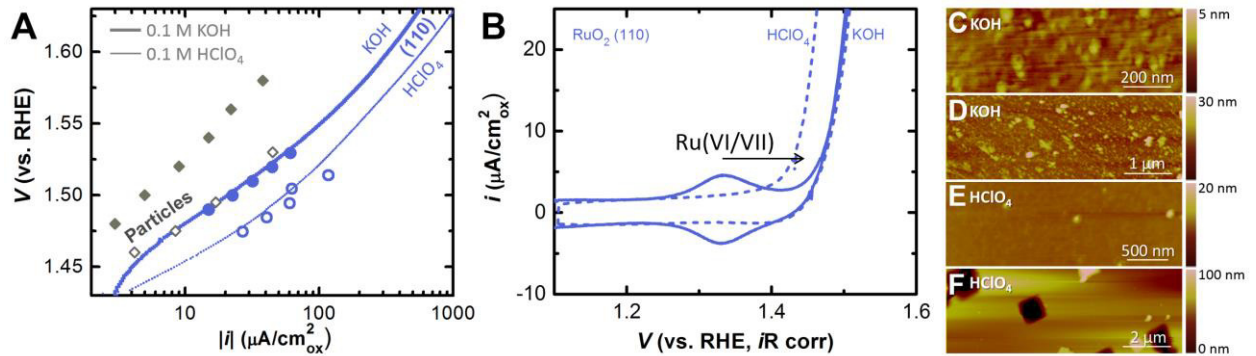 A
0.1 M KOH
0.1 M HClO₄
KOH
(110)
HClO₄
Particles
V (vs. RHE)
1.60
1.55
1.50
1.45
10
100
1000
|i| (μA/cm²ox)
B
RuO₂ (110)
HClO₄
KOH
Ru(VI/VII)
i (μA/cm²ox)
20
10
0
-10
1.2
1.4
1.6
V (vs. RHE, iR corr)
C KOH
200 nm
5 nm
D KOH
1 μm
30 nm
E HClO₄
500 nm
20 nm
F HClO₄
2 μm
100 nm
0 nm